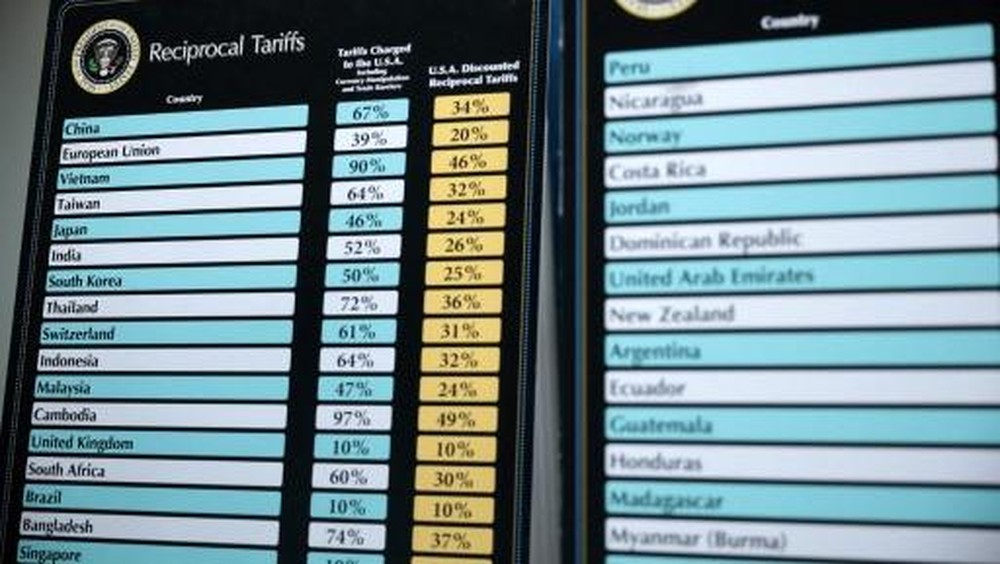 Reciprocal Tariffs
Country
Tariffs Charged
to the U.S.A.
Including
Currency Manipulation
and Trade Barriers
U.S.A. Discounted
Reciprocal Tariffs
China 67% 34%
European Union 39% 20%
Vietnam 90% 46%
Taiwan 64% 32%
Japan 46% 24%
India 52% 26%
South Korea 50% 25%
Thailand 72% 36%
Switzerland 61% 31%
Indonesia 64% 32%
Malaysia 47% 24%
Cambodia 97% 49%
United Kingdom 10% 10%
South Africa 60% 30%
Brazil 10% 10%
Bangladesh 74% 37%
Singapore
Country
Peru
Nicaragua
Norway
Costa Rica
Jordan
Dominican Republic
United Arab Emirates
New Zealand
Argentina
Ecuador
Guatemala
Honduras
Madagascar
Myanmar (Burma)